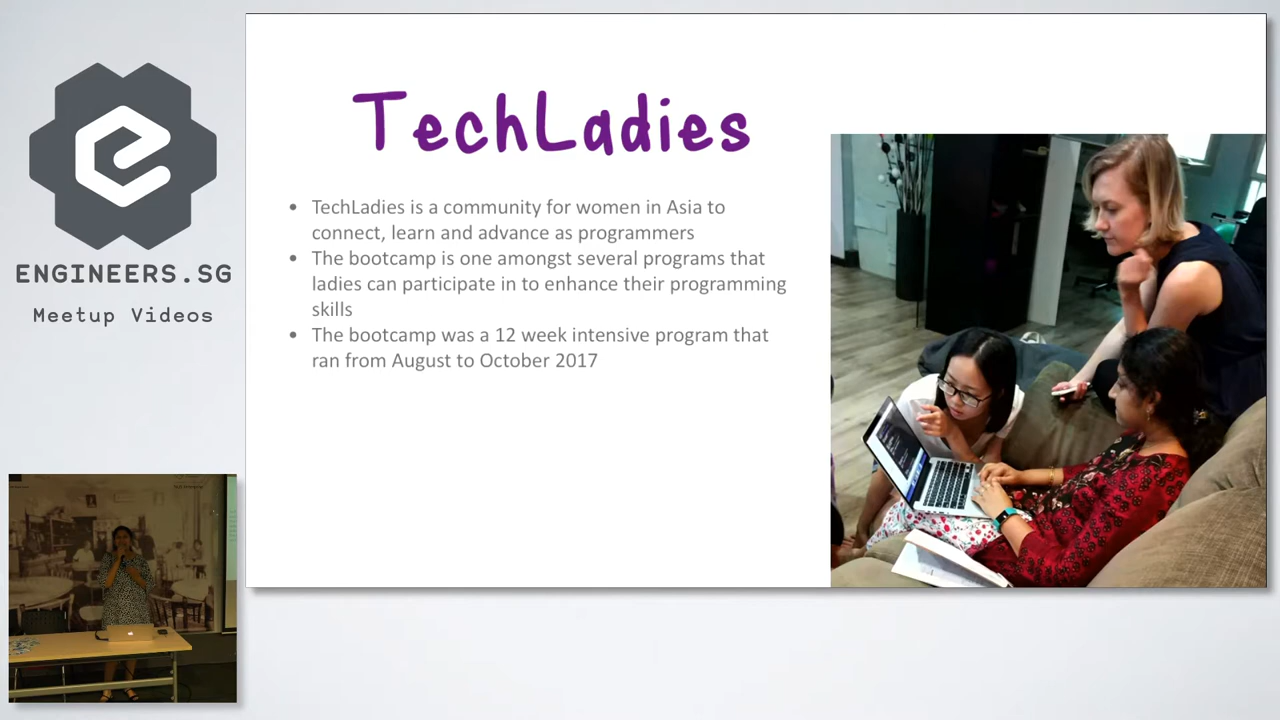 ENGINEERS.SG
Meetup Videos
TechLadies
• TechLadies is a community for women in Asia to
connect, learn and advance as programmers
• The bootcamp is one amongst several programs that
ladies can participate in to enhance their programming
skills
• The bootcamp was a 12 week intensive program that
ran from August to October 2017